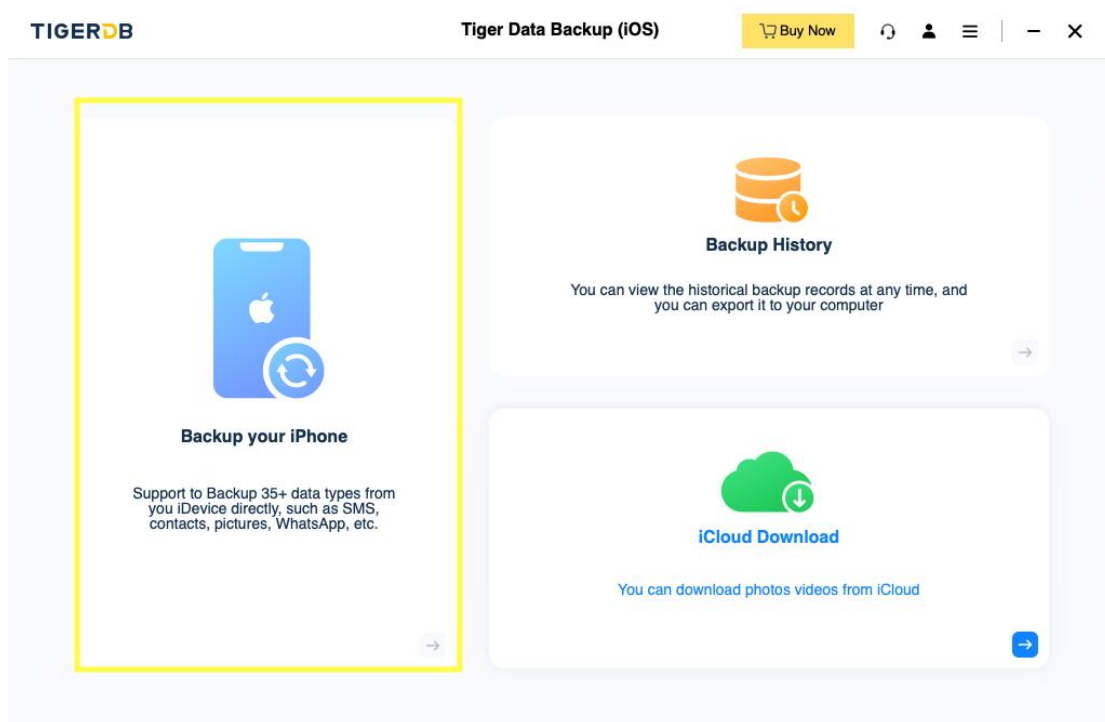 TIGERDB
Tiger Data Backup (iOS)
Buy Now
Backup your iPhone
Support to Backup 35+ data types from
you iDevice directly, such as SMS,
contacts, pictures, WhatsApp, etc.
Backup History
You can view the historical backup records at any time, and
you can export it to your computer
iCloud Download
You can download photos videos from iCloud